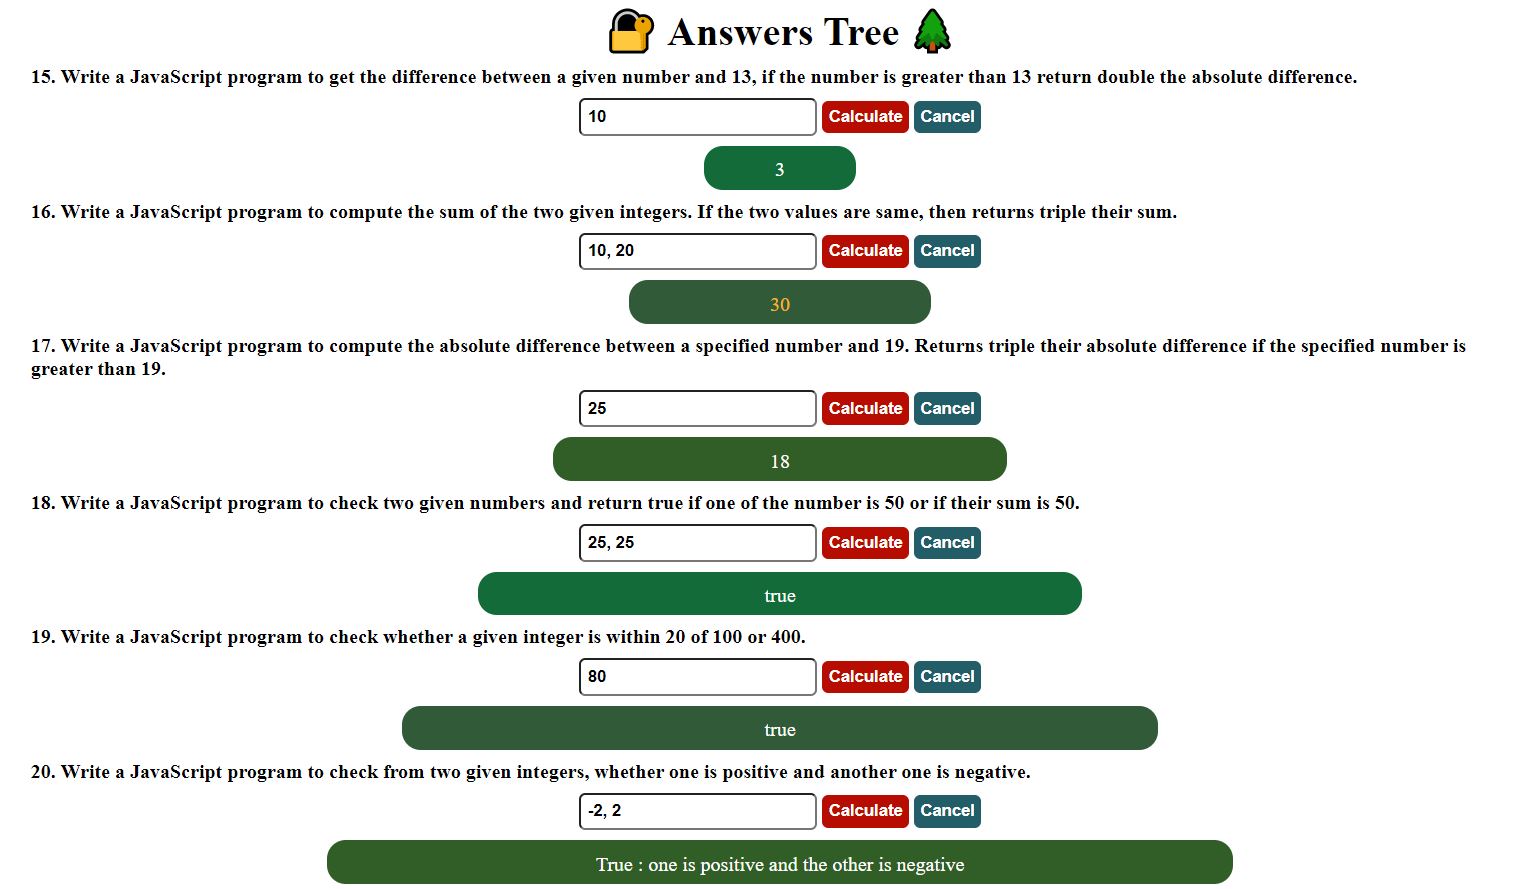 🔐 Answers Tree 🌲
15. Write a JavaScript program to get the difference between a given number and 13, if the number is greater than 13 return double the absolute difference.
10 Calculate Cancel
3
16. Write a JavaScript program to compute the sum of the two given integers. If the two values are same, then returns triple their sum.
10, 20 Calculate Cancel
30
17. Write a JavaScript program to compute the absolute difference between a specified number and 19. Returns triple their absolute difference if the specified number is
greater than 19.
25 Calculate Cancel
18
18. Write a JavaScript program to check two given numbers and return true if one of the number is 50 or if their sum is 50.
25, 25 Calculate Cancel
true
19. Write a JavaScript program to check whether a given integer is within 20 of 100 or 400.
80 Calculate Cancel
true
20. Write a JavaScript program to check from two given integers, whether one is positive and another one is negative.
-2, 2 Calculate Cancel
True : one is positive and the other is negative